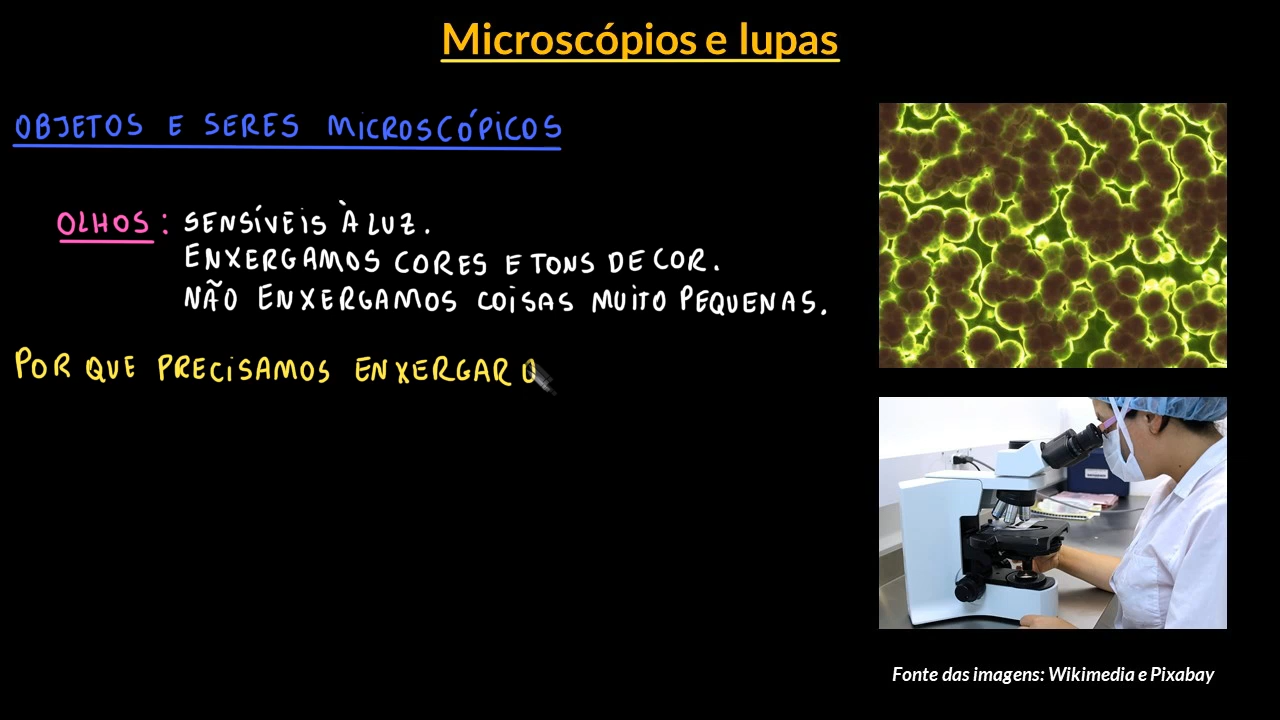 Microscópios e lupas
OBJETOS E SERES MICROSCÓPICOS
OLHOS: SENSÍVEIS À LUZ.
ENXERGAMOS CORES E TONS DE COR.
NÃO ENXERGAMOS COISAS MUITO PEQUENAS.
POR QUE PRECISAMOS ENXERGAR O
Fonte das imagens: Wikimedia e Pixabay